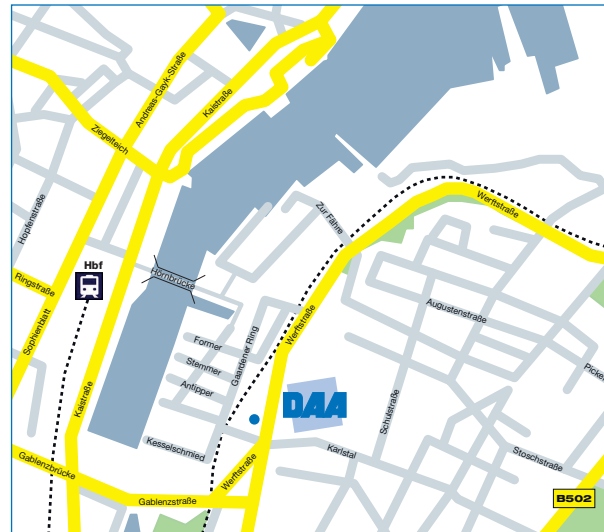 Andreas-Gayk-Straße
Kaistraße
Ziegelteich
Hopfenstraße
Zur Fähre
Werftstraße
Hbf
Hörnbrücke
Ringstraße
Augustenstraße
Sophienblatt
Former
Werftstraße
Gaardener Ring
Stemmer
Kaistraße
Antipper
DAA
Schulstraße
Kesselschmied
Karlstal
Stoschstraße
Gablenzbrücke
Werftstraße
Gablenzstraße
B502